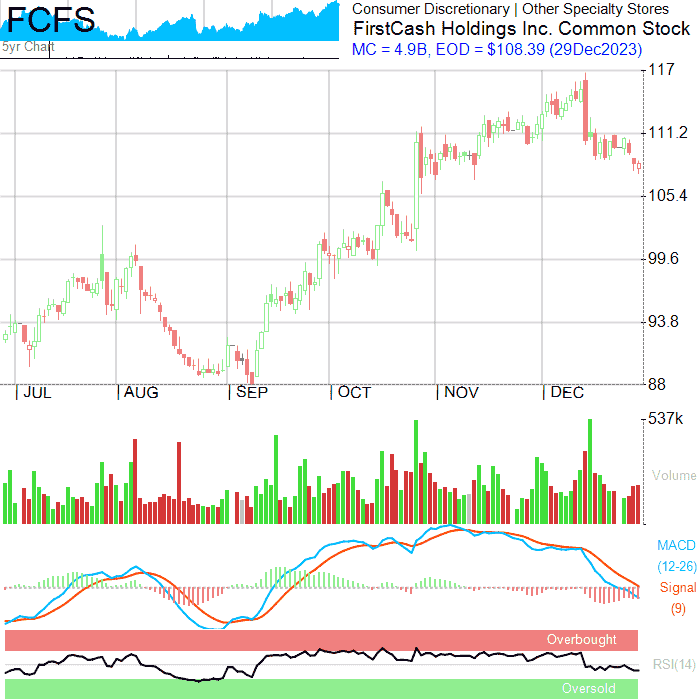 FCFS
5yr Chart
Consumer Discretionary | Other Specialty Stores
FirstCash Holdings Inc. Common Stock
MC = 4.9B, EOD = $108.39 (29Dec2023)
117
111.2
105.4
99.6
93.8
88
| JUL | AUG | SEP | OCT | NOV | DEC
537k
Volume
MACD
(12-26)
Signal
(9)
Overbought
RSI(14)
Oversold